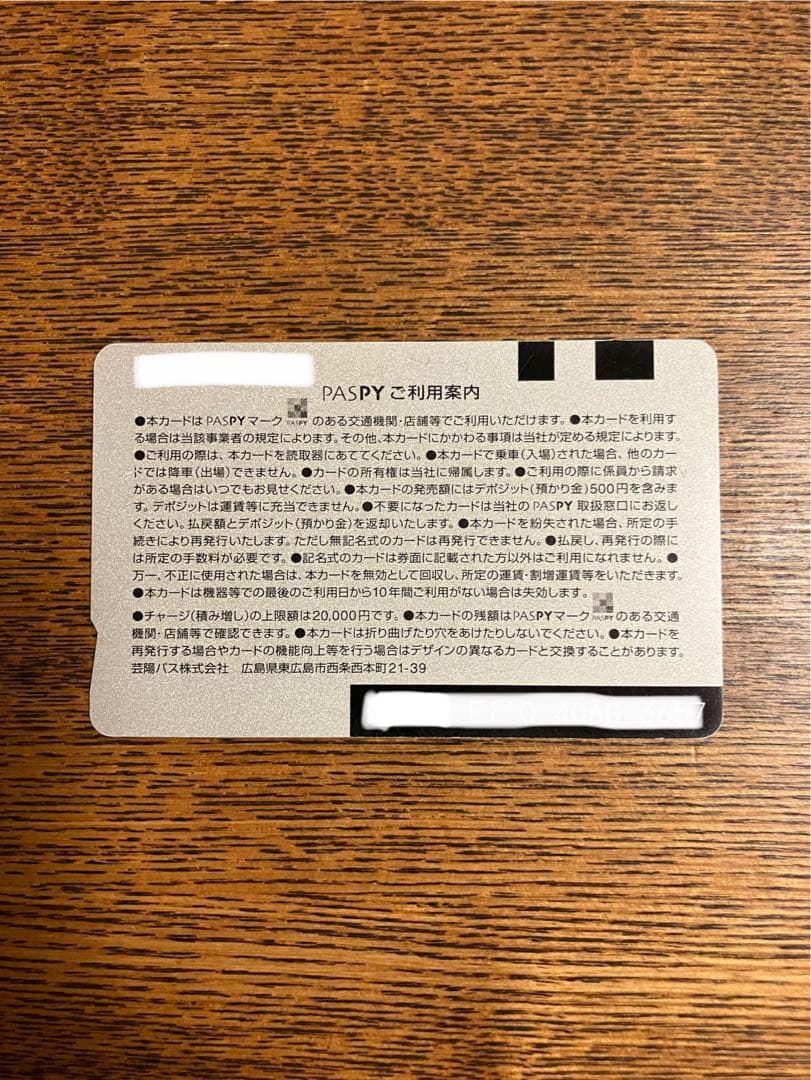 PASPY ご利用案内
●本カードはPASPYマーク PASPY のある交通機関・店舗等でご利用いただけます。●本カードを利用す
る場合は当該事業者の規定によります。その他、本カードにかかわる事項は当社が定める規定によります。
●ご利用の際は、本カードを読取器にあててください。●本カードで乗車(入場)された場合、他のカー
ドでは降車(出場)できません。●カードの所有権は当社に帰属します。●ご利用の際に係員から請求
がある場合はいつでもお見せください。●本カードの発売額にはデポジット(預かり金)500円を含みま
す。デポジットは運賃等に充当できません。●不要になったカードは当社のPASPY取扱窓口にお返し
ください。払戻額とデポジット(預かり金)を返却いたします。●本カードを紛失された場合、所定の手
続きにより再発行いたします。ただし無記名式のカードは再発行できません。●払戻し、再発行の際に
は所定の手数料が必要です。●記名式のカードは券面に記載された方以外はご利用になれません。●
万一、不正に使用された場合は、本カードを無効として回収し、所定の運賃・割増運賃等をいただきます。
●本カードは機器等での最後のご利用日から10年間ご利用がない場合は失効します。
●チャージ(積み増し)の上限額は20,000円です。●本カードの残額はPASPYマーク PASPY のある交通
機関・店舗等で確認できます。●本カードは折り曲げたり穴をあけたりしないでください。●本カードを
再発行する場合やカードの機能向上等を行う場合はデザインの異なるカードと交換することがあります。
芸陽バス株式会社 広島県東広島市西条西本町21-39